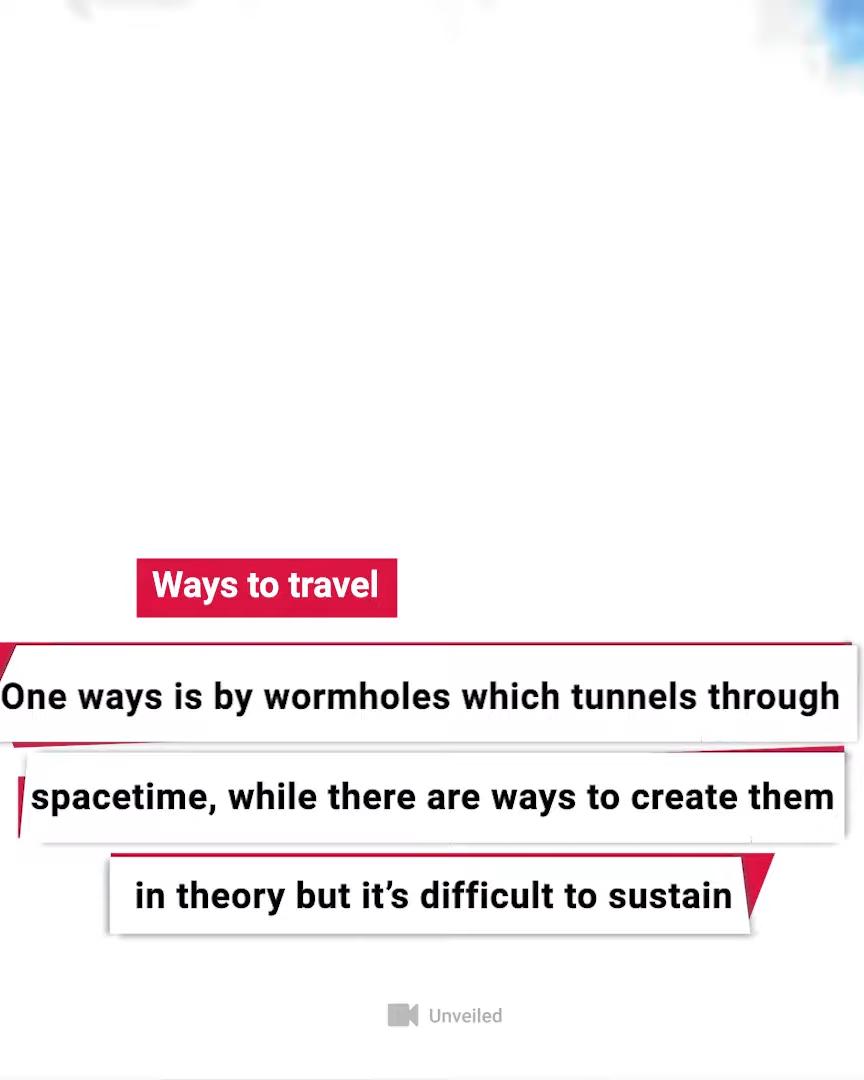 Ways to travel
One ways is by wormholes which tunnels through
spacetime, while there are ways to create them
in theory but it’s difficult to sustain
Unveiled